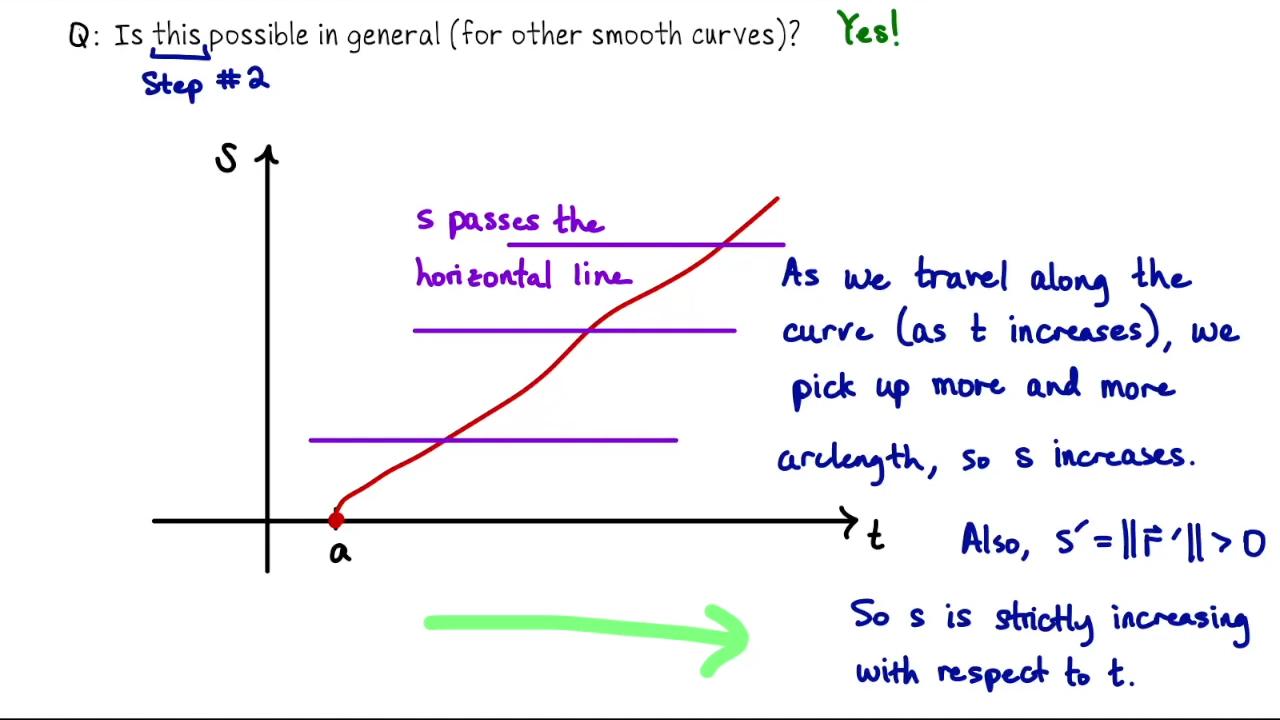 Q: Is this possible in general (for other smooth curves)? Yes!
Step #2
s
s passes the
horizontal line
As we travel along the
curve (as t increases), we
pick up more and more
arclength, so s increases.
a
t
Also, s′ = ||r⃗ ′|| > 0
So s is strictly increasing
with respect to t.